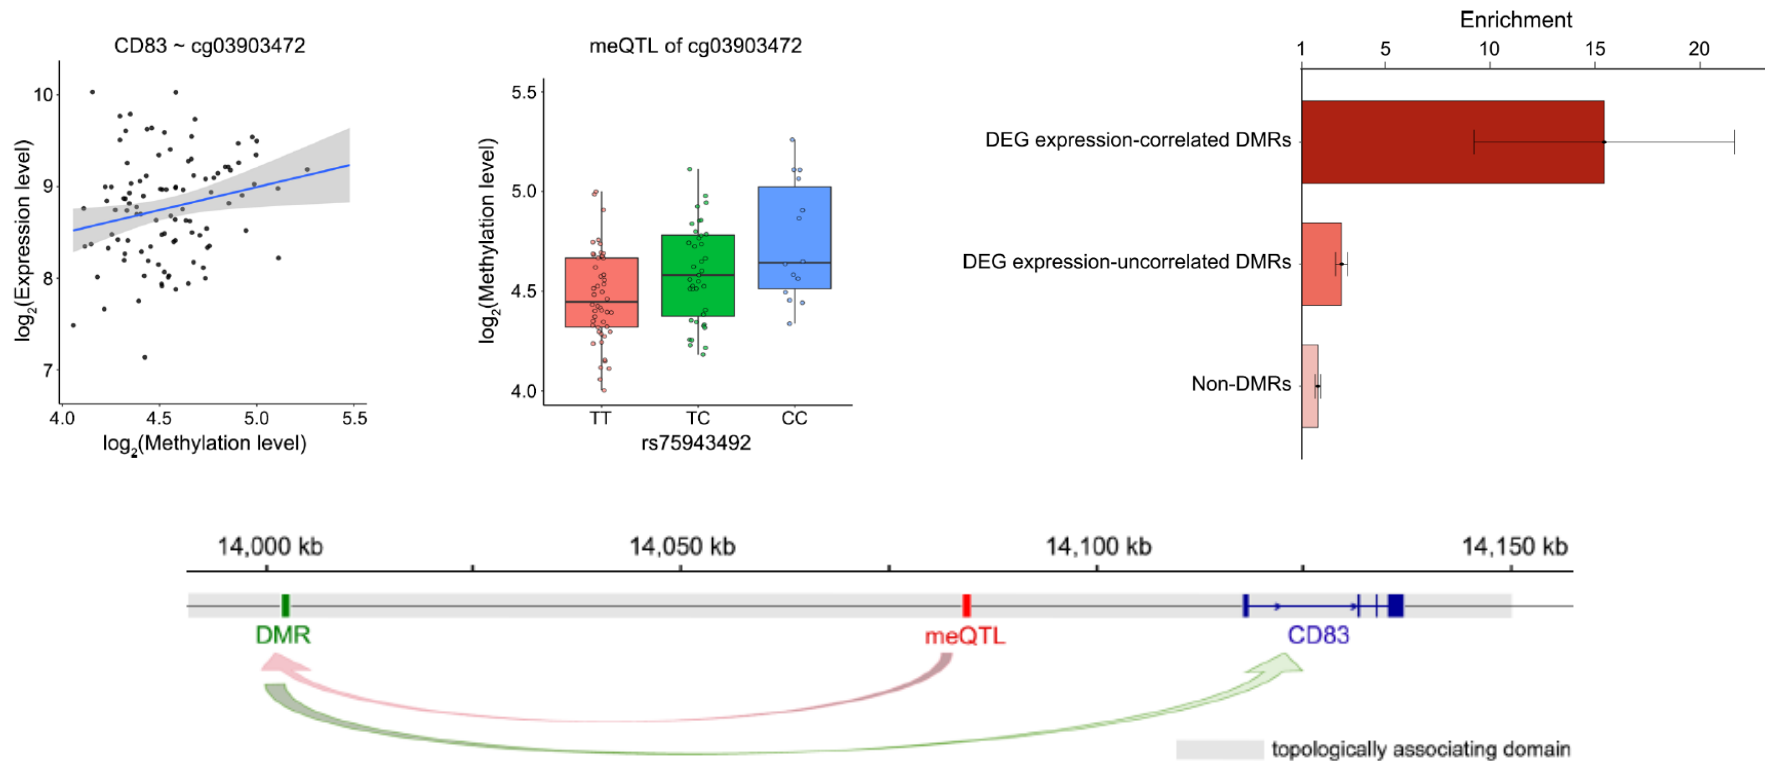 CD83 ~ cg03903472
log2(Expression level)
10
9
8
7
4.0 4.5 5.0 5.5
log2(Methylation level)
meQTL of cg03903472
log2(Methylation level)
5.5
5.0
4.5
4.0
TT TC CC
rs75943492
Enrichment
1 5 10 15 20
DEG expression-correlated DMRs
DEG expression-uncorrelated DMRs
Non-DMRs
14,000 kb 14,050 kb 14,100 kb 14,150 kb
DMR meQTL CD83
topologically associating domain